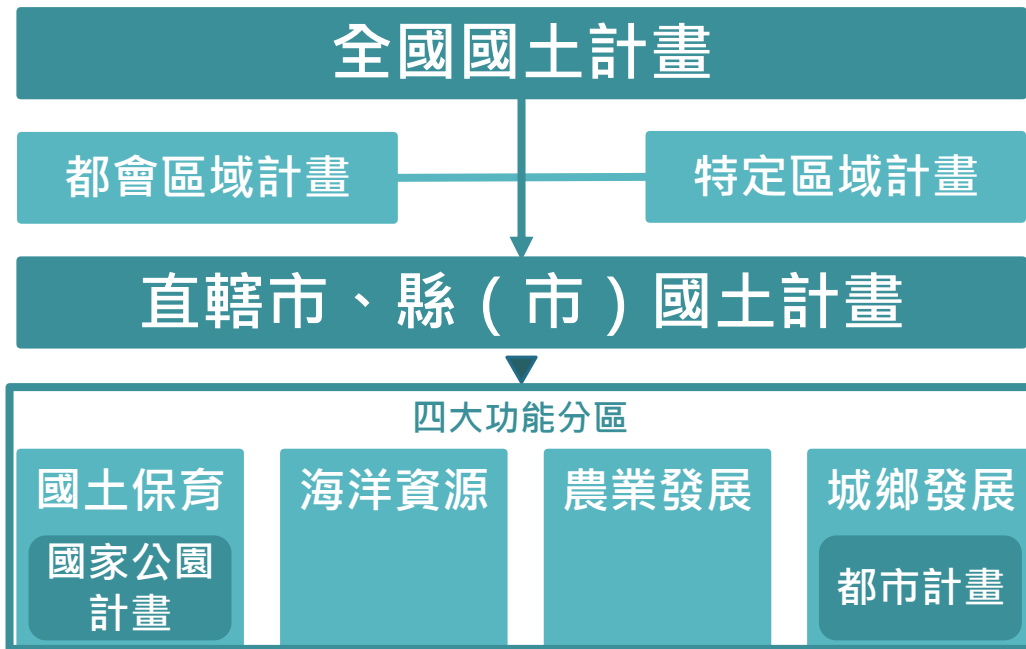 全國國土計畫
都會區域計畫
特定區域計畫
直轄市、縣（市）國土計畫
四大功能分區
國土保育
海洋資源
農業發展
城鄉發展
國家公園
計畫
都市計畫